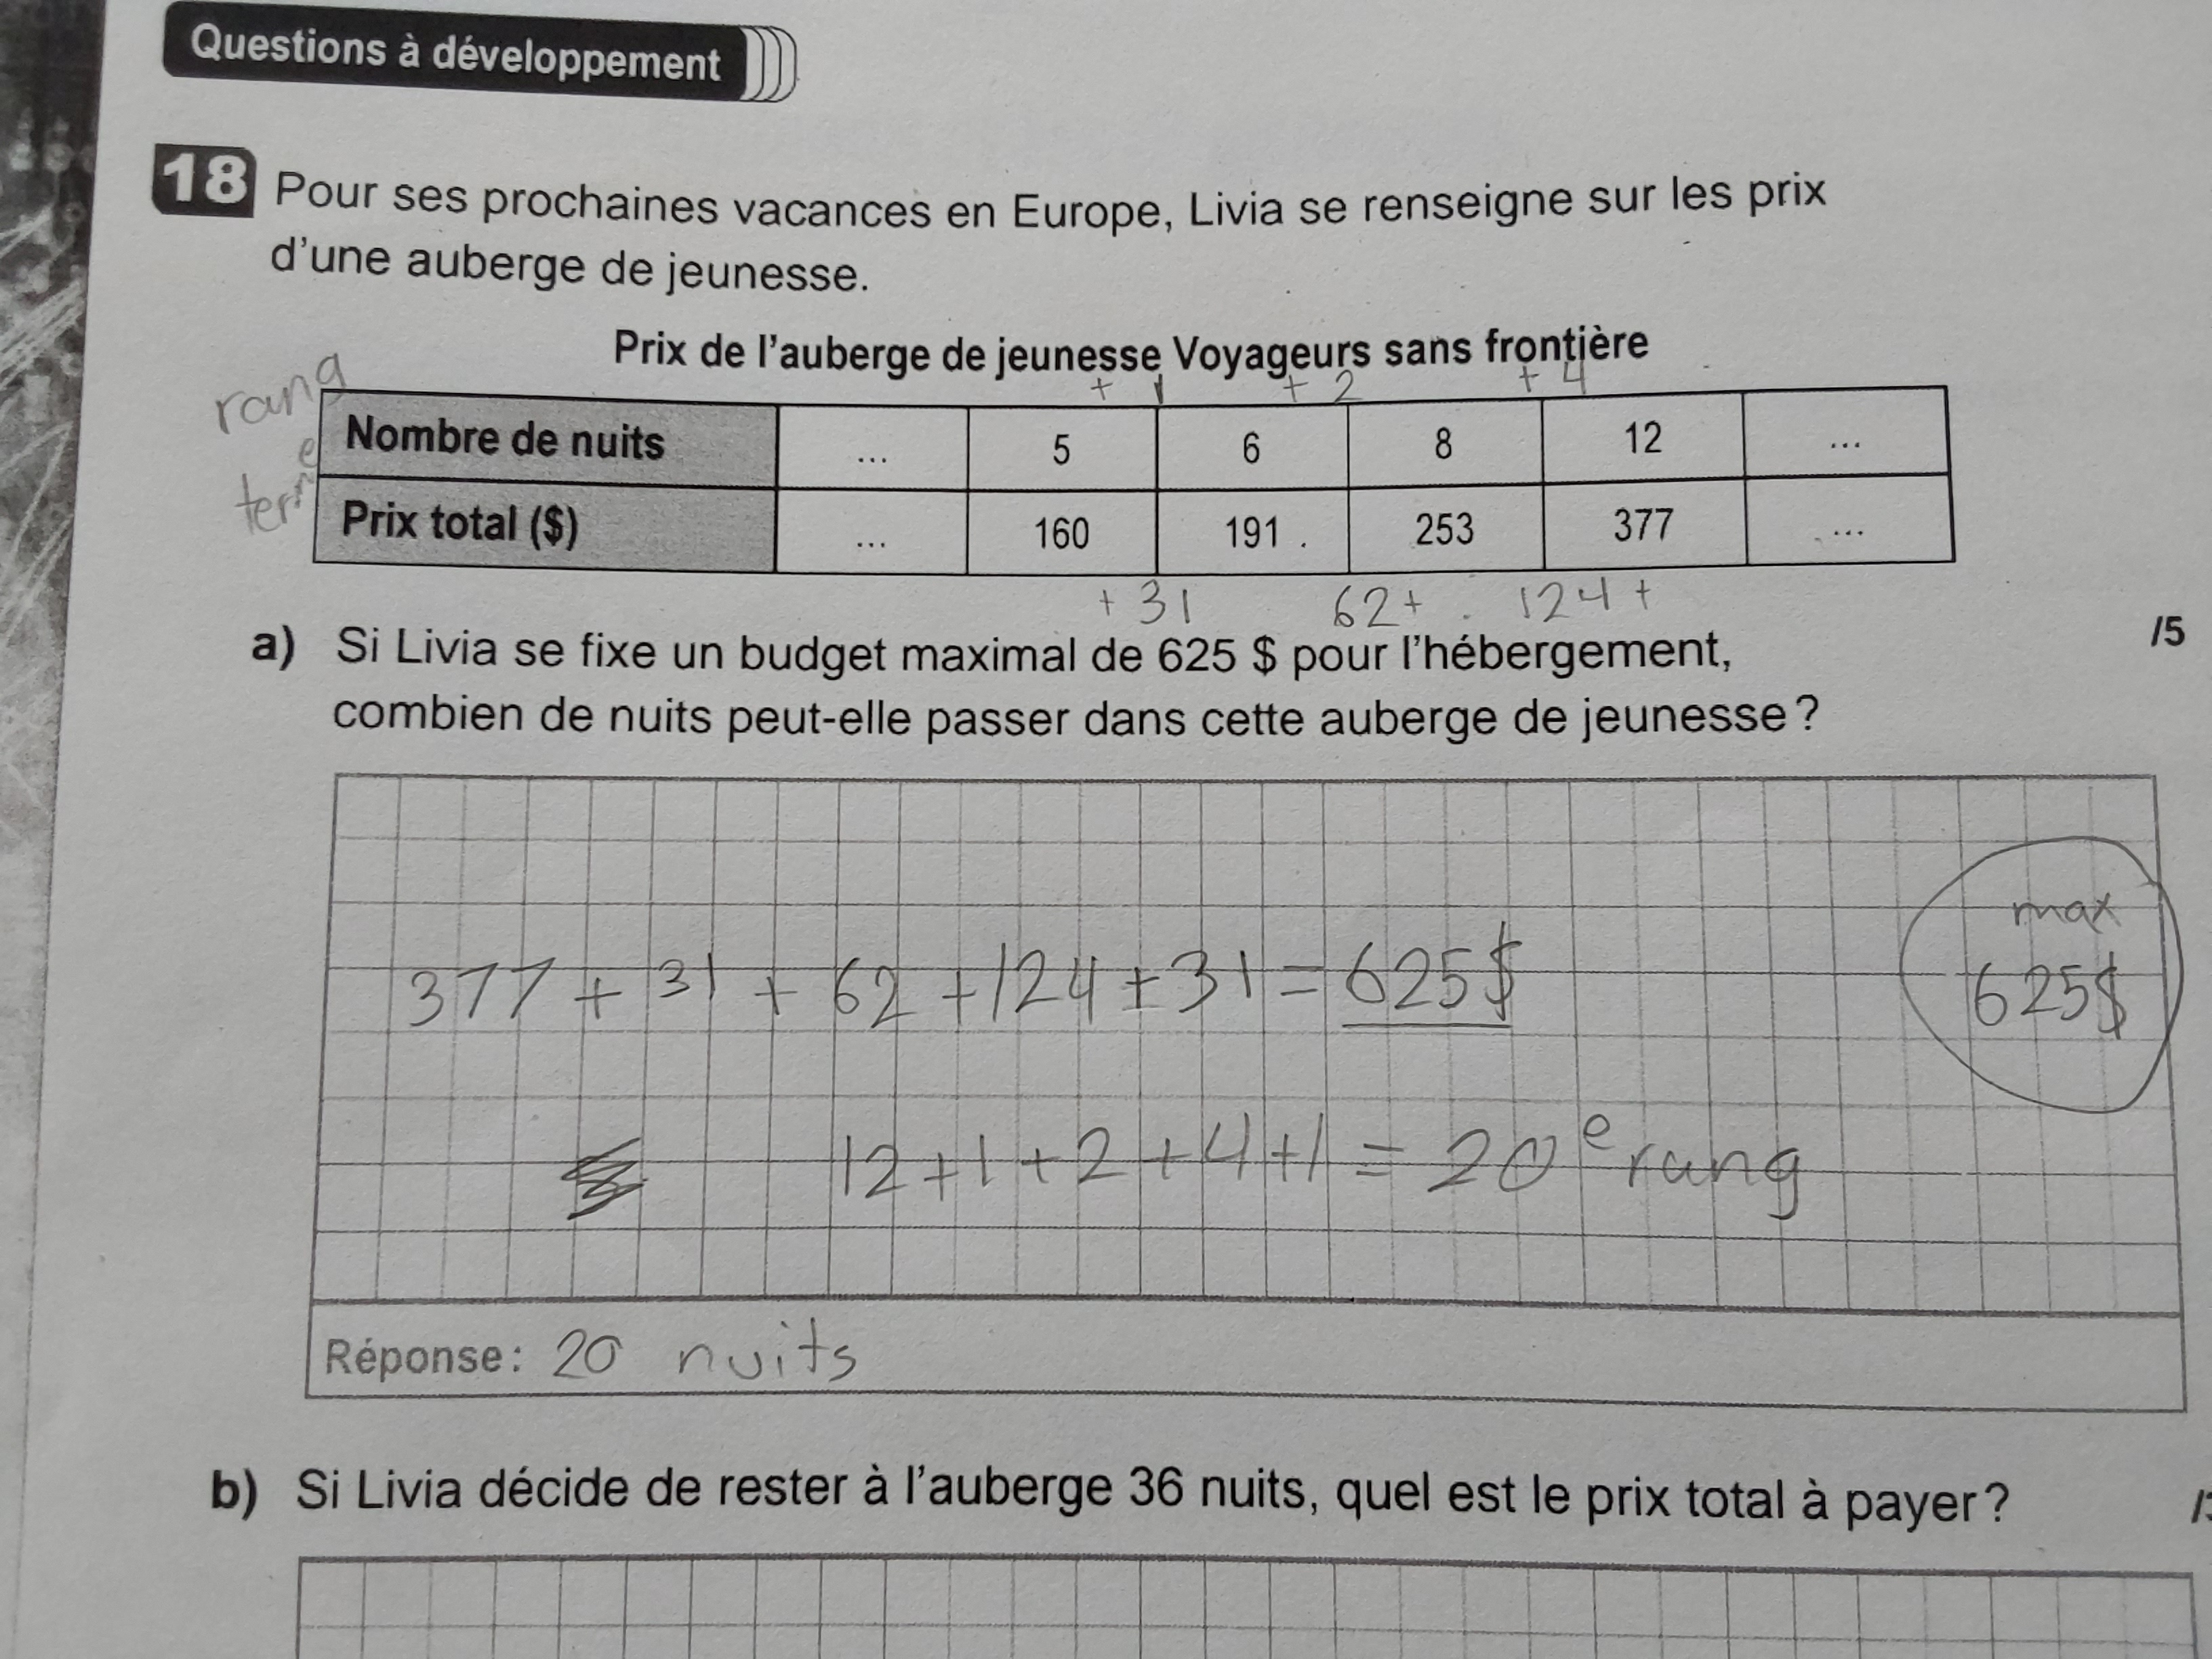 Questions à développement
18 Pour ses prochaines vacances en Europe, Livia se renseigne sur les prix
d'une auberge de jeunesse.
Prix de l'auberge de jeunesse Voyageurs sans frontière
+ 1 + 2 + 4
rang
Nombre de nuits ... 5 6 8 12 ...
terme
Prix total ($) ... 160 191 . 253 377 ...
+ 31 62+ 124 +
a) Si Livia se fixe un budget maximal de 625 $ pour l'hébergement, /5
combien de nuits peut-elle passer dans cette auberge de jeunesse ?
max
377 + 31 + 62 + 124 + 31 = 625$ 625$
12+1+2+4+1 = 20e rang
Réponse : 20 nuits
b) Si Livia décide de rester à l'auberge 36 nuits, quel est le prix total à payer ?